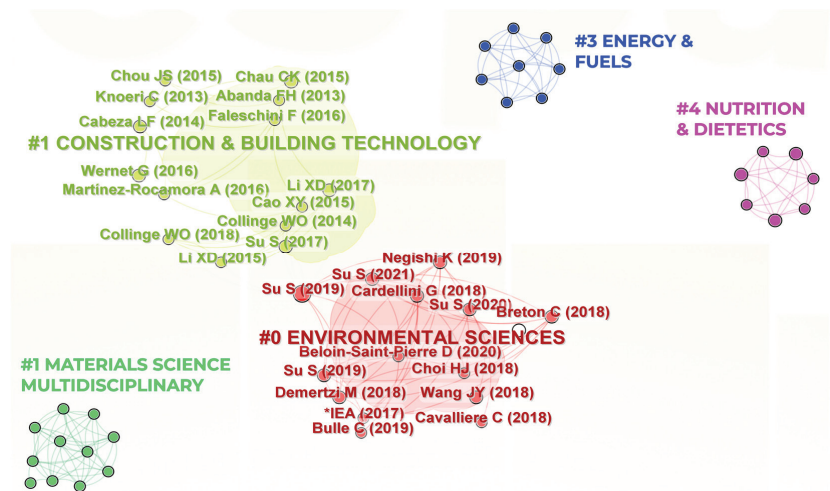 #3 ENERGY &
FUELS
Chou JS (2015)
Chau CK (2015)
Knoeri C (2013)
Abanda FH (2013)
#4 NUTRITION
& DIETETICS
Cabeza LF (2014)
Faleschini F (2016)
#1 CONSTRUCTION & BUILDING TECHNOLOGY
Wernet G (2016)
Martínez-Rocamora A (2016)
Li XD (2017)
Cao XY (2015)
Collinge WO (2014)
Collinge WO (2018)
Su S (2017)
Li XD (2015)
Negishi K (2019)
Su S (2021)
Su S (2019)
Cardellini G (2018)
Su S (2020)
Breton C (2018)
#0 ENVIRONMENTAL SCIENCES
Beloin-Saint-Pierre D (2020)
#1 MATERIALS SCIENCE
MULTIDISCIPLINARY
Su S (2019)
Choi HJ (2018)
Demertzi M (2018)
Wang JY (2018)
*IEA (2017)
Cavalliere C (2018)
Bulle C (2019)